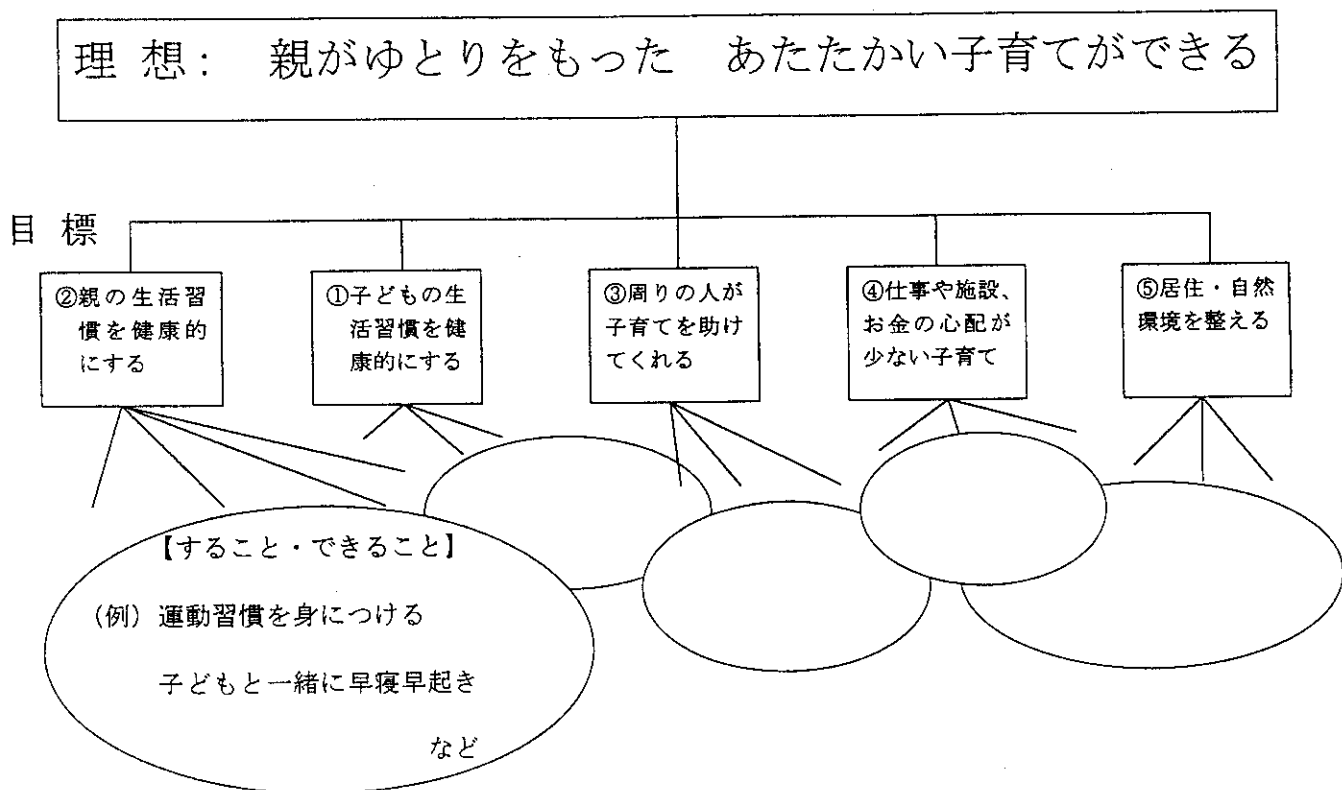 理想：　親がゆとりをもった　あたたかい子育てができる
目標
②親の生活習
慣を健康的
にする
①子どもの生
活習慣を健
康的にする
③周りの人が
子育てを助け
てくれる
④仕事や施設、
お金の心配が
少ない子育て
⑤居住・自然
環境を整える
【すること・できること】
（例）運動習慣を身につける
子どもと一緒に早寝早起き
など